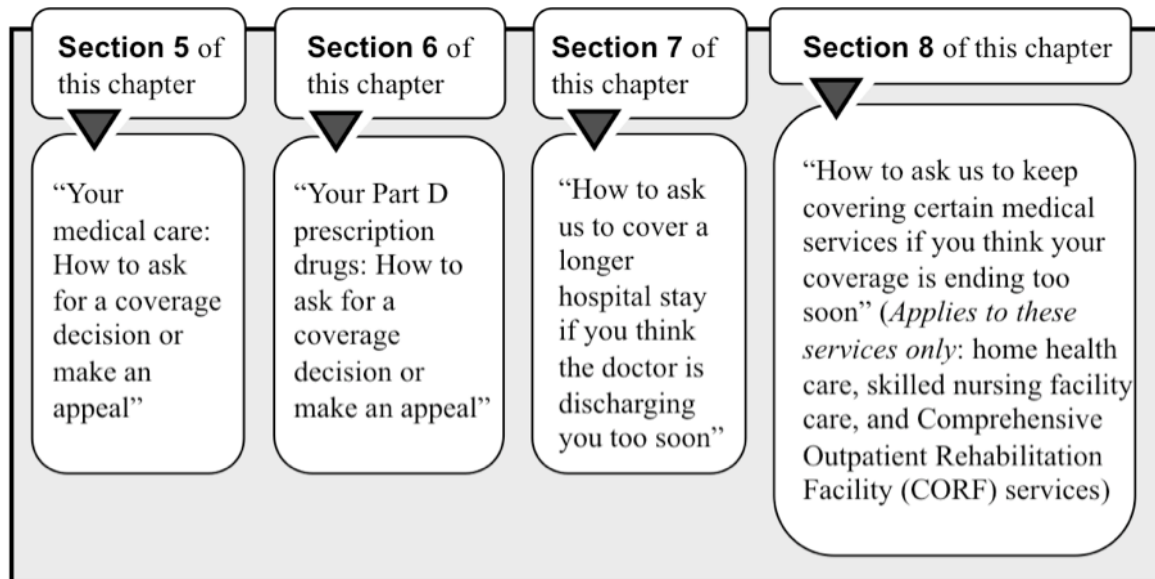 Section 5 of
this chapter
"Your
medical care:
How to ask
for a coverage
decision or
make an
appeal"
Section 6 of
this chapter
"Your Part D
prescription
drugs: How to
ask for a
coverage
decision or
make an appeal"
Section 7 of
this chapter
"How to ask
us to cover a
longer
hospital stay
if you think
the doctor is
discharging
you too soon"
Section 8 of this chapter
"How to ask us to keep
covering certain medical
services if you think your
coverage is ending too
soon" (Applies to these
services only: home health
care, skilled nursing facility
care, and Comprehensive
Outpatient Rehabilitation
Facility (CORF) services)